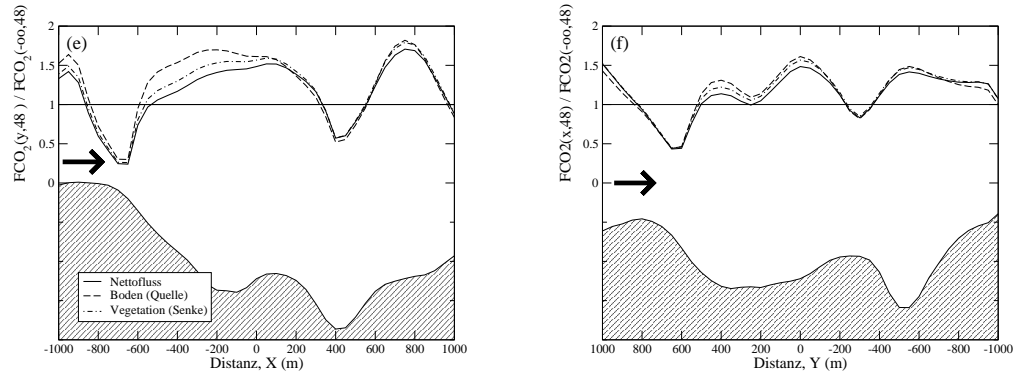 (e)
FCO2(y,48) / FCO2(-oo,48)
2
1.5
1
0.5
0
Nettofluss
Boden (Quelle)
Vegetation (Senke)
-1000 -800 -600 -400 -200 0 200 400 600 800 1000
Distanz, X (m)
(f)
FCO2(x,48) / FCO2(-oo,48)
2
1.5
1
0.5
0
1000 800 600 400 200 0 -200 -400 -600 -800 -1000
Distanz, Y (m)